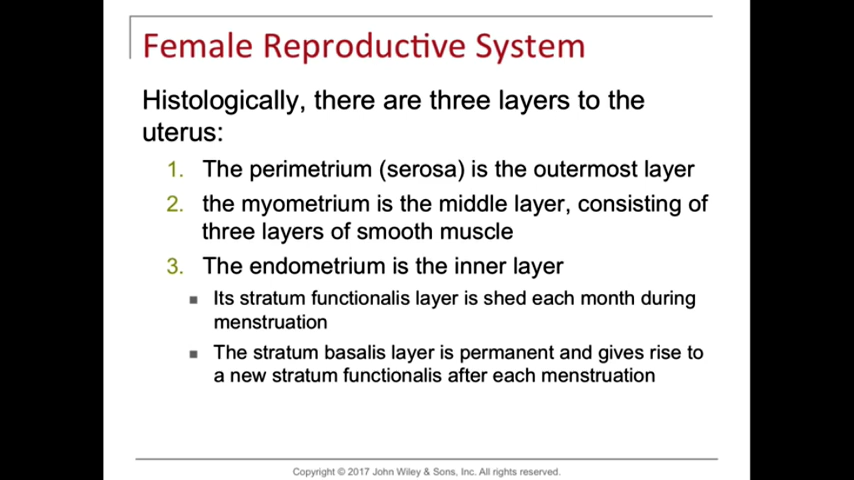 Female Reproductive System
Histologically, there are three layers to the
uterus:
1. The perimetrium (serosa) is the outermost layer
2. the myometrium is the middle layer, consisting of
three layers of smooth muscle
3. The endometrium is the inner layer
■ Its stratum functionalis layer is shed each month during
menstruation
■ The stratum basalis layer is permanent and gives rise to
a new stratum functionalis after each menstruation
Copyright © 2017 John Wiley & Sons, Inc. All rights reserved.